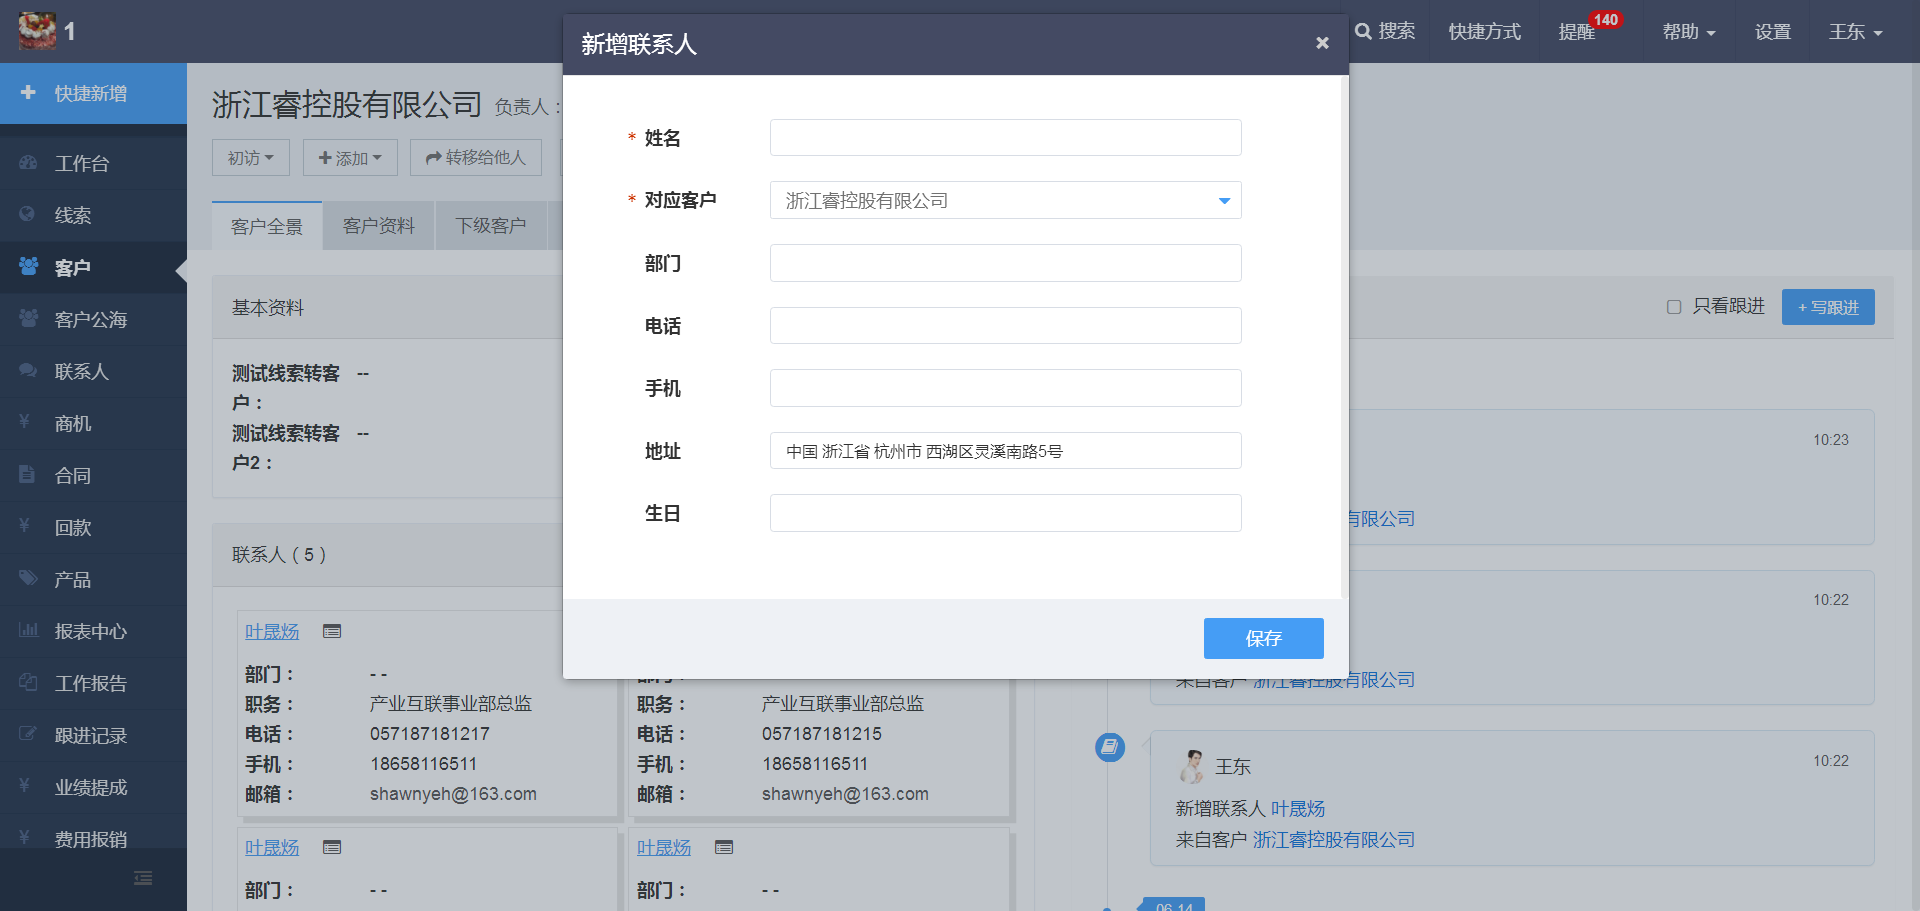 1
搜索
快捷方式
提醒
140
帮助
设置
王东
快捷新增
工作台
线索
客户
客户公海
联系人
商机
合同
回款
产品
报表中心
工作报告
跟进记录
业绩提成
费用报销
浙江睿控股有限公司 负责人：
初访
添加
转移给他人
客户全景
客户资料
下级客户
基本资料
测试线索转客户： --
测试线索转客户2： --
联系人 ( 5 )
叶晟炀
部门： - -
职务： 产业互联事业部总监
电话： 057187181217
手机： 18658116511
邮箱： shawnyeh@163.com
职务： 产业互联事业部总监
电话： 057187181215
手机： 18658116511
邮箱： shawnyeh@163.com
叶晟炀
部门： - -
叶晟炀
部门： - -
新增联系人
×
* 姓名
* 对应客户 浙江睿控股有限公司
部门
电话
手机
地址 中国 浙江省 杭州市 西湖区灵溪南路5号
生日
保存
只看跟进
+ 写跟进
10:23
有限公司
10:22
来自客户 浙江睿控股有限公司
王东
10:22
新增联系人 叶晟炀
来自客户 浙江睿控股有限公司
06-14